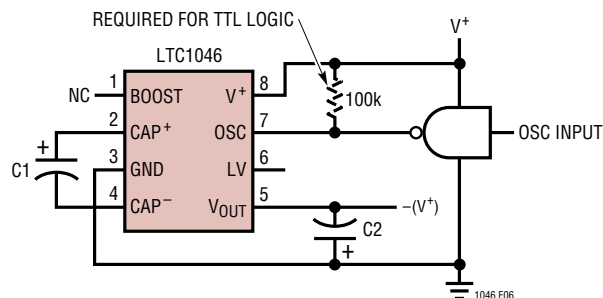 REQUIRED FOR TTL LOGIC
V+
LTC1046
NC
1
BOOST
V+
8
100k
2
CAP+
OSC
7
OSC INPUT
+
C1
3
GND
LV
6
4
CAP−
VOUT
5
−(V+)
C2
+
1046 F06